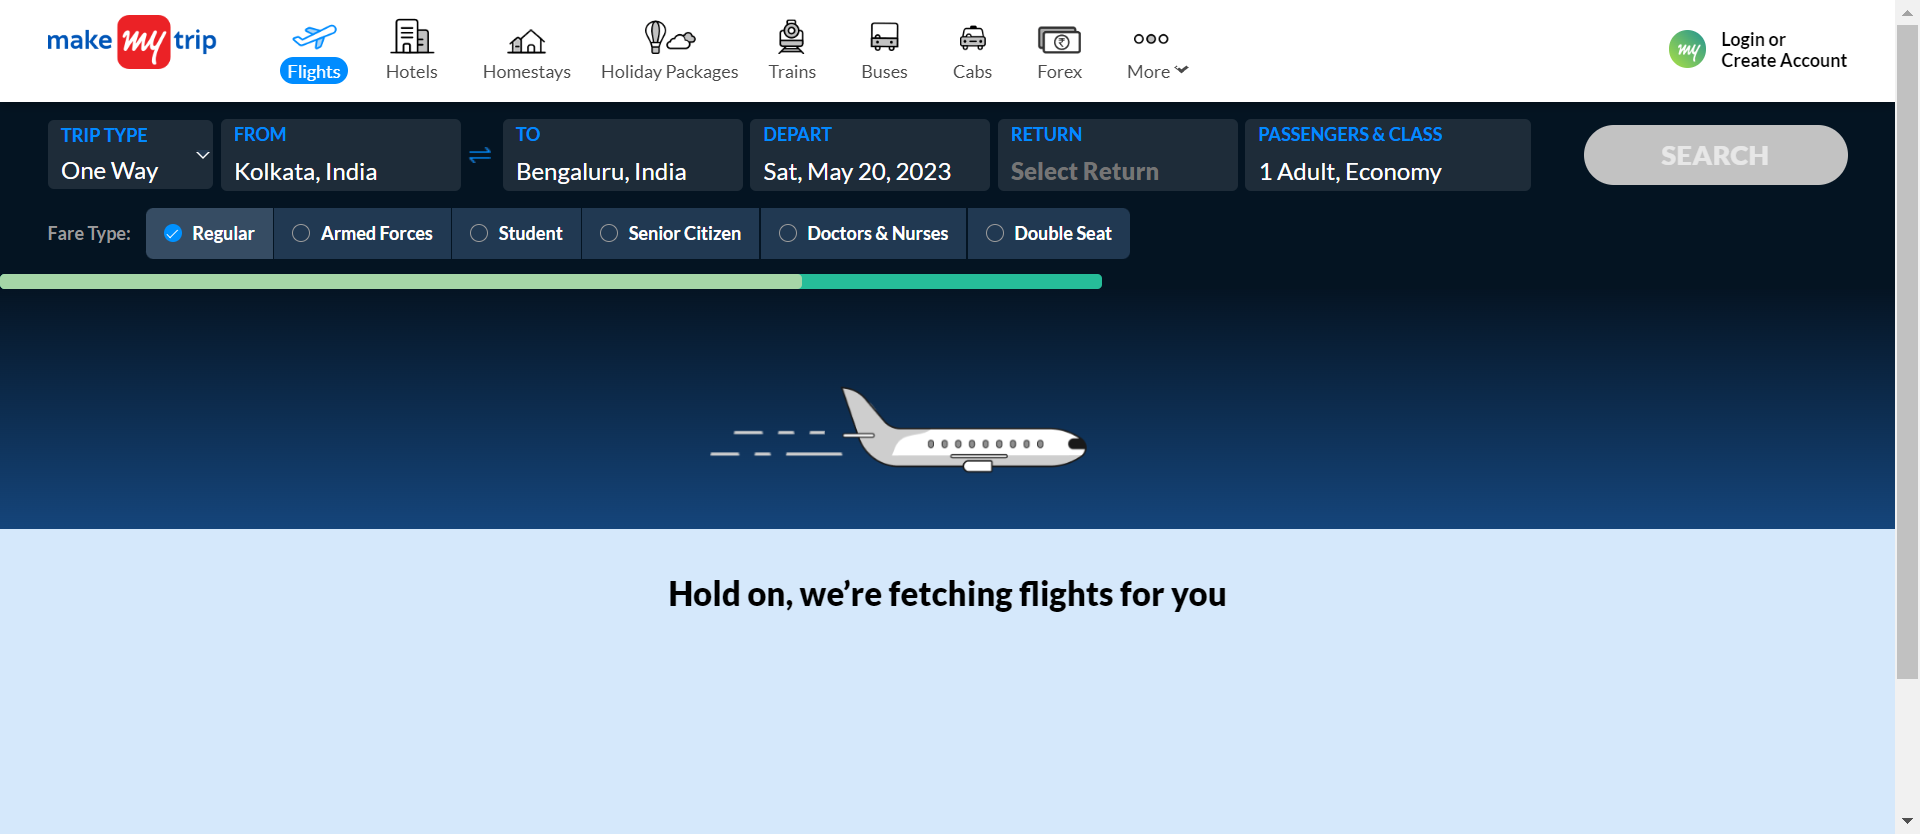 make my trip
Flights
Hotels
Homestays
Holiday Packages
Trains
Buses
Cabs
Forex
More
my
Login or
Create Account
TRIP TYPE
One Way
FROM
Kolkata, India
TO
Bengaluru, India
DEPART
Sat, May 20, 2023
RETURN
Select Return
PASSENGERS & CLASS
1 Adult, Economy
SEARCH
Fare Type:
Regular
Armed Forces
Student
Senior Citizen
Doctors & Nurses
Double Seat
Hold on, we’re fetching flights for you